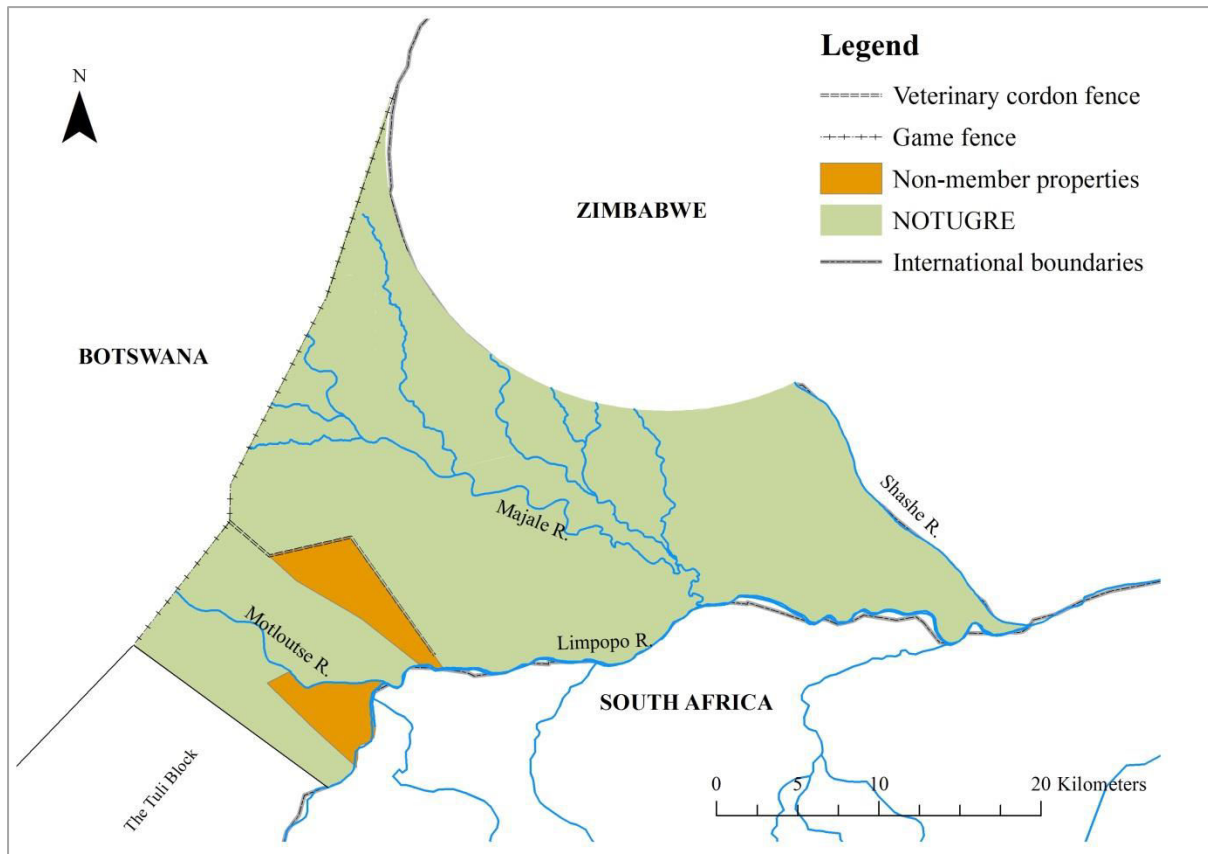 Legend
N
Veterinary cordon fence
Game fence
Non-member properties
NOTUGRE
International boundaries
ZIMBABWE
BOTSWANA
Shashe R.
Majale R.
Motloutse R.
Limpopo R.
SOUTH AFRICA
The Tuli Block
0 5 10 20 Kilometers